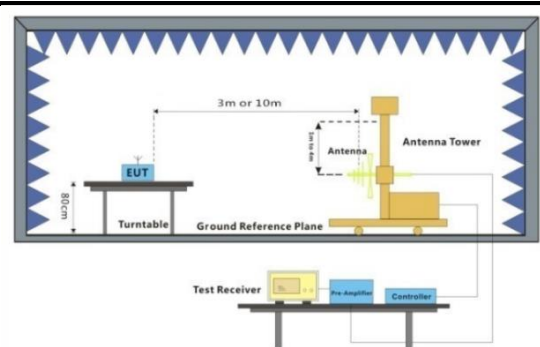 3m or 10m
Antenna Tower
1m to 4m
Antenna
EUT
80cm
Turntable
Ground Reference Plane
Test Receiver
Pre-Amplifier
Controller